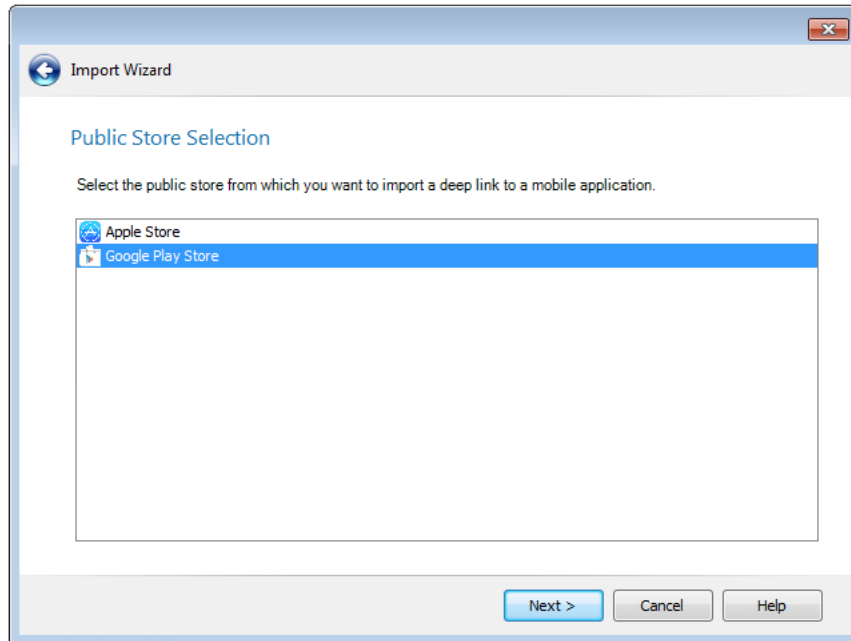 Import Wizard
Public Store Selection
Select the public store from which you want to import a deep link to a mobile application.
Apple Store
Google Play Store
Next >
Cancel
Help